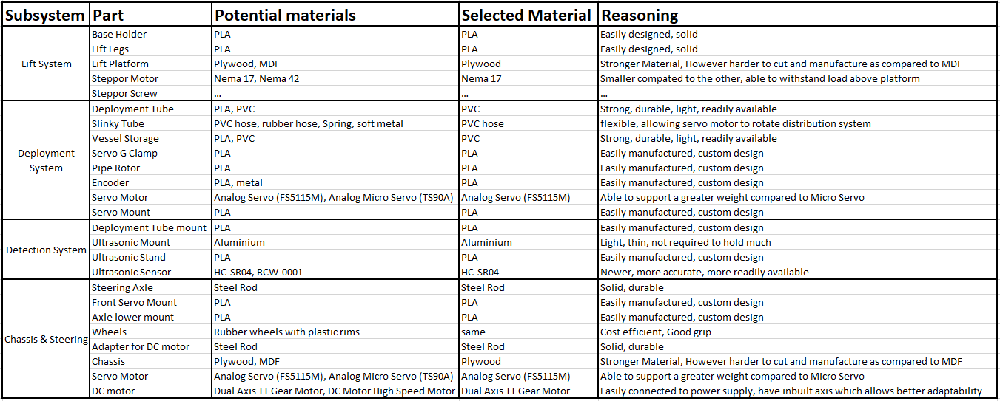 Subsystem Part Potential materials Selected Material Reasoning
Lift System
Base Holder PLA PLA Easily designed, solid
Lift Legs PLA PLA Easily designed, solid
Lift Platform Plywood, MDF Plywood Stronger Material, However harder to cut and manufacture as compared to MDF
Steppor Motor Nema 17, Nema 42 Nema 17 Smaller compated to the other, able to withstand load above platform
Steppor Screw ... ... ...
Deployment
System
Deployment Tube PLA, PVC PVC Strong, durable, light, readily available
Slinky Tube PVC hose, rubber hose, Spring, soft metal PVC hose flexible, allowing servo motor to rotate distribution system
Vessel Storage PLA, PVC PVC Strong, durable, light, readily available
Servo G Clamp PLA PLA Easily manufactured, custom design
Pipe Rotor PLA PLA Easily manufactured, custom design
Encoder PLA, metal PLA Easily manufactured, custom design
Servo Motor Analog Servo (FS5115M), Analog Micro Servo (TS90A) Analog Servo (FS5115M) Able to support a greater weight compared to Micro Servo
Servo Mount PLA PLA Easily manufactured, custom design
Detection System
Deployment Tube mount PLA PLA Easily manufactured, custom design
Ultrasonic Mount Aluminium Aluminium Light, thin, not required to hold much
Ultrasonic Stand PLA PLA Easily manufactured, custom design
Ultrasonic Sensor HC-SR04, RCW-0001 HC-SR04 Newer, more accurate, more readily available
Chassis & Steering
Steering Axle Steel Rod Steel Rod Solid, durable
Front Servo Mount PLA PLA Easily manufactured, custom design
Axle lower mount PLA PLA Easily manufactured, custom design
Wheels Rubber wheels with plastic rims same Cost efficient, Good grip
Adapter for DC motor Steel Rod Steel Rod Solid, durable
Chassis Plywood, MDF Plywood Stronger Material, However harder to cut and manufacture as compared to MDF
Servo Motor Analog Servo (FS5115M), Analog Micro Servo (TS90A) Analog Servo (FS5115M) Able to support a greater weight compared to Micro Servo
DC motor Dual Axis TT Gear Motor, DC Motor High Speed Motor Dual Axis TT Gear Motor Easily connected to power supply, have inbuilt axis which allows better adaptability